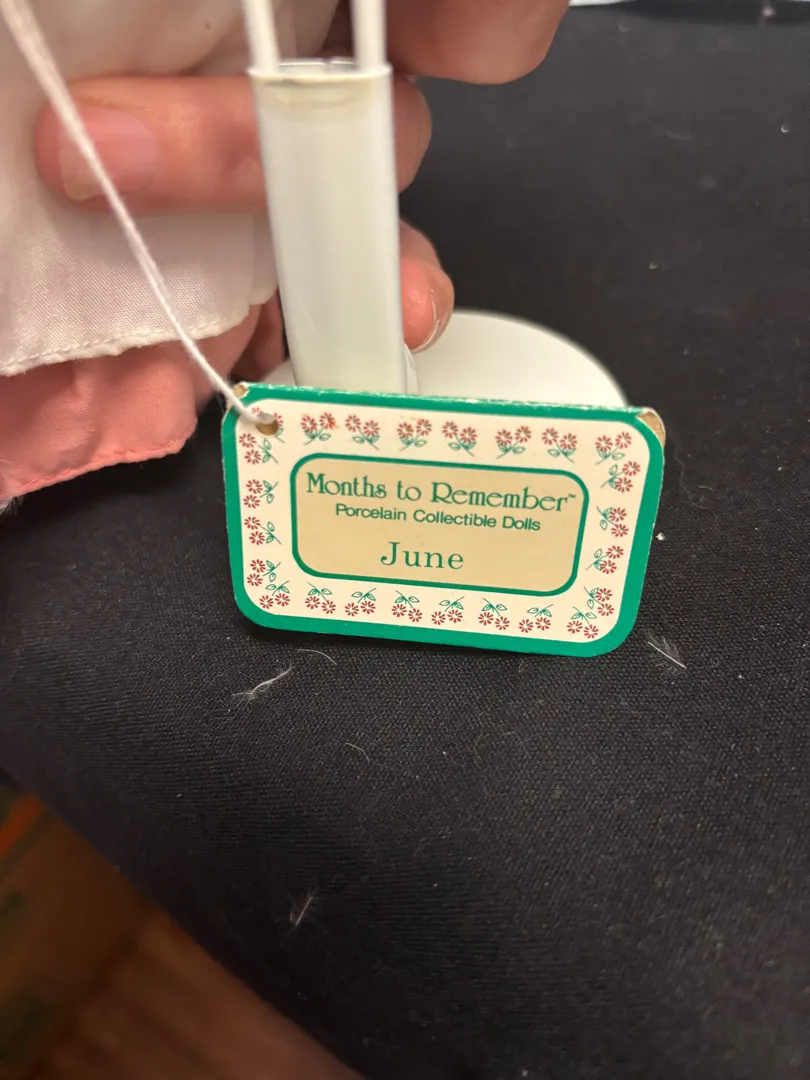 Months to Remember™
Porcelain Collectible Dolls
June